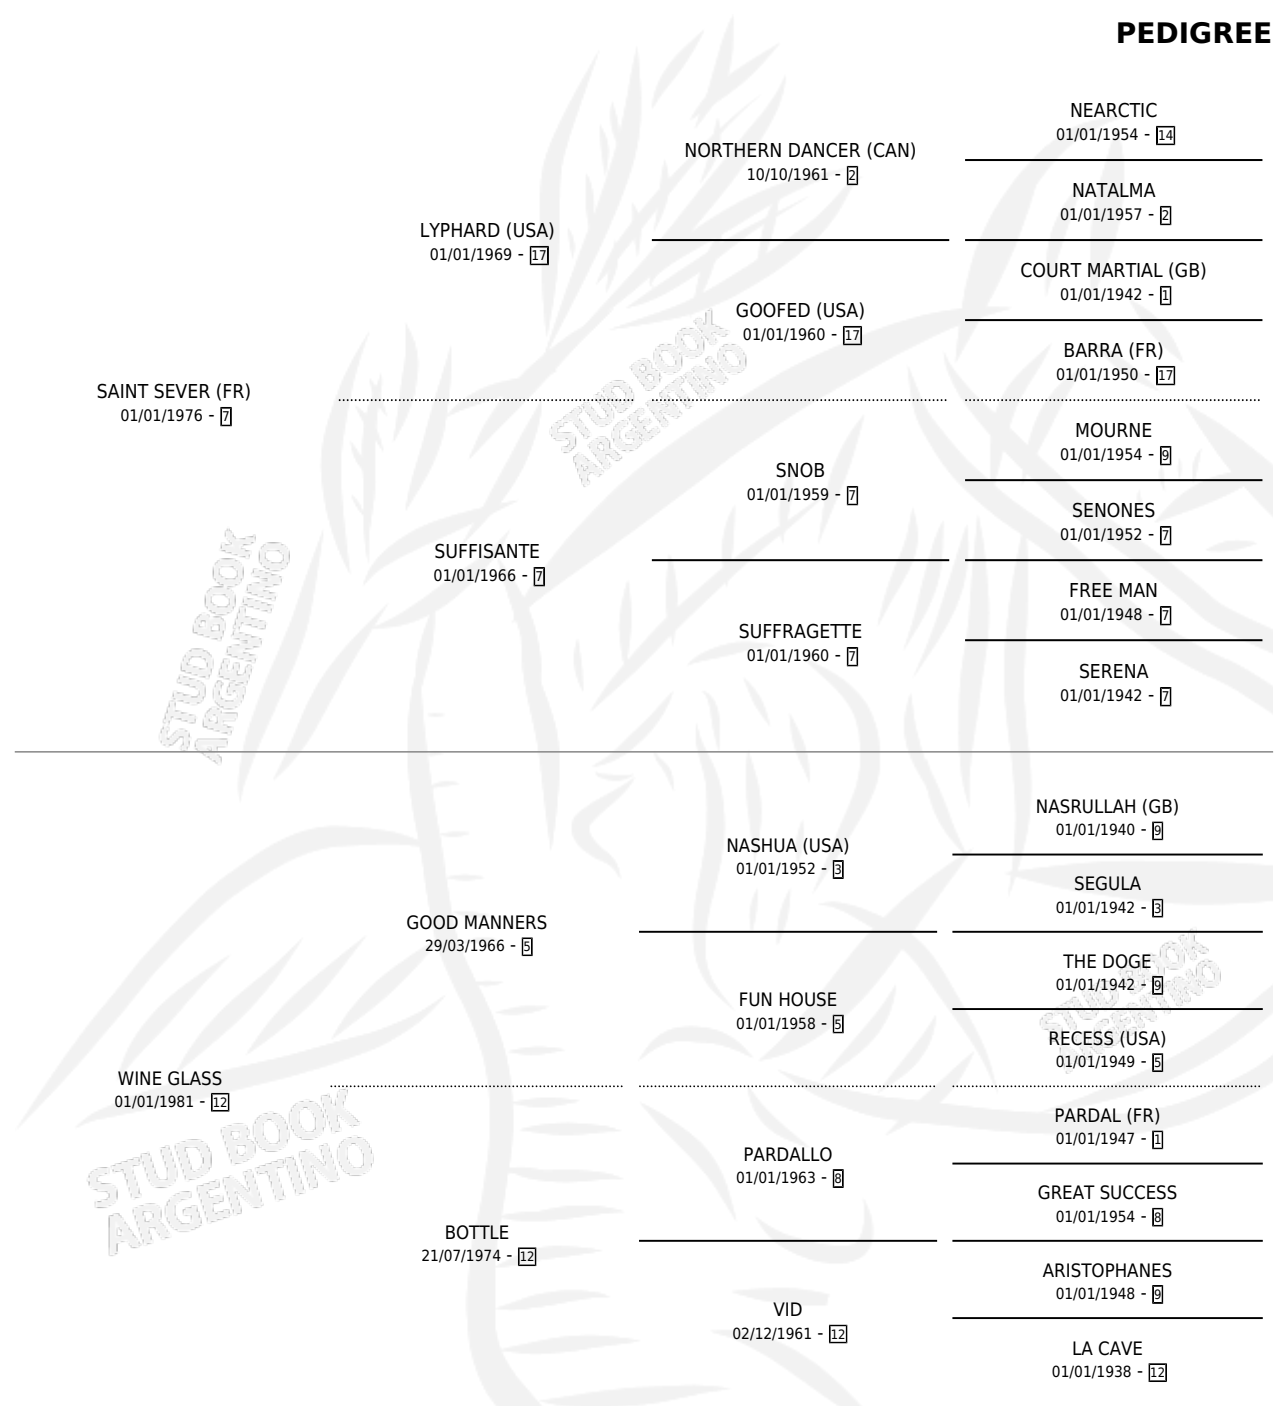 PEDIGREE
NEARCTIC
01/01/1954 - 14
NORTHERN DANCER (CAN)
10/10/1961 - 2
NATALMA
01/01/1957 - 2
LYPHARD (USA)
01/01/1969 - 17
COURT MARTIAL (GB)
01/01/1942 - 1
GOOFED (USA)
01/01/1960 - 17
BARRA (FR)
01/01/1950 - 17
SAINT SEVER (FR)
01/01/1976 - 7
STUD BOOK
ARGENTINO
MOURNE
01/01/1954 - 9
SNOB
01/01/1959 - 7
SENONES
01/01/1952 - 7
SUFFISANTE
01/01/1966 - 7
FREE MAN
01/01/1948 - 7
SUFFRAGETTE
01/01/1960 - 7
SERENA
01/01/1942 - 7
STUD BOOK
ARGENTINO
NASRULLAH (GB)
01/01/1940 - 9
NASHUA (USA)
01/01/1952 - 3
SEGULA
01/01/1942 - 3
GOOD MANNERS
29/03/1966 - 5
THE DOGE
01/01/1942 - 9
FUN HOUSE
01/01/1958 - 5
STUD BOOK
ARGENTINO
RECESS (USA)
01/01/1949 - 5
WINE GLASS
01/01/1981 - 12
PARDAL (FR)
01/01/1947 - 1
PARDALLO
01/01/1963 - 8
STUD BOOK
ARGENTINO
GREAT SUCCESS
01/01/1954 - 8
BOTTLE
21/07/1974 - 12
ARISTOPHANES
01/01/1948 - 9
VID
02/12/1961 - 12
LA CAVE
01/01/1938 - 12